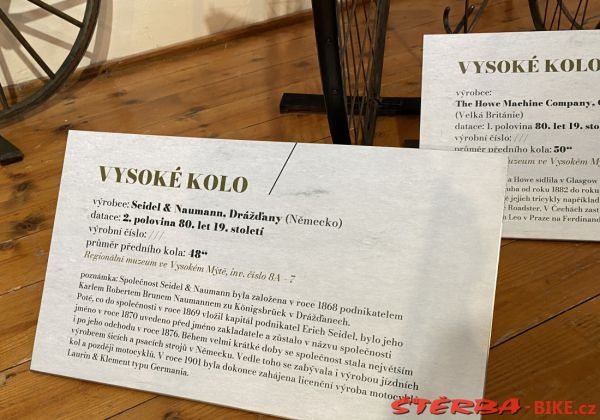 VYSOKÉ KOLO
výrobce: Seidel & Naumann, Drážďany (Německo)
datace: 2. polovina 80. let 19. století
výrobní číslo: ///
průměr předního kola: 48“
Regionální muzeum ve Vysokém Mýtě, inv. číslo 8A - 7
poznámka: Společnost Seidel & Naumann byla založena v roce 1868 podnikatelem
Karlem Robertem Brunem Naumannem zu Königsbrück v Drážďanech.
Poté, co do společnosti v roce 1869 vložil kapitál podnikatel Erich Seidel, bylo jeho
jméno v roce 1870 uvedeno před jméno zakladatele a zůstalo v názvu společnosti
i po jeho odchodu v roce 1876. Během velmi krátké doby se společnost stala největším
výrobcem šicích a psacích strojů v Německu. Vedle toho se zabývala i výrobou jízdních
kol a později motocyklů. V roce 1901 byla dokonce zahájena licenční výroba motocyklů
Laurin & Klement typu Germania.
VYSOKÉ KOLO
výrobce:
The Howe Machine Company,
(Velká Británie)
datace: 1. polovina 80. let 19.
výrobní číslo: ///
průměr předního kola: 50“
muzeum ve Vysokém
Howe sídlila v Glasgow
od roku 1882 do roku
jejich tricykly například
Roadster. V Čechách zast
Leo v Praze na Ferdinand
ŠTĚRBA-BIKE.cz